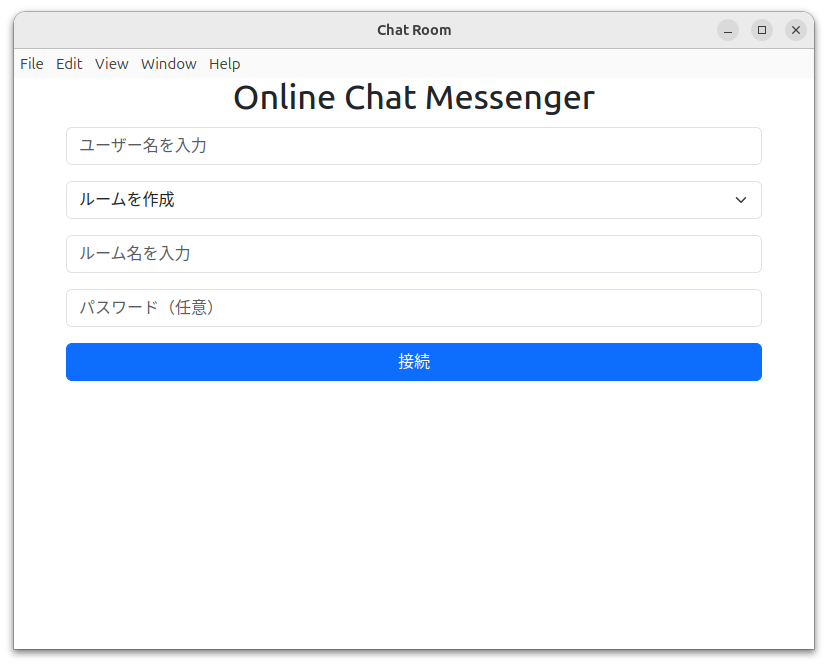 Chat Room
File Edit View Window Help
Online Chat Messenger
ユーザー名を入力
ルームを作成
ルーム名を入力
パスワード（任意）
接続